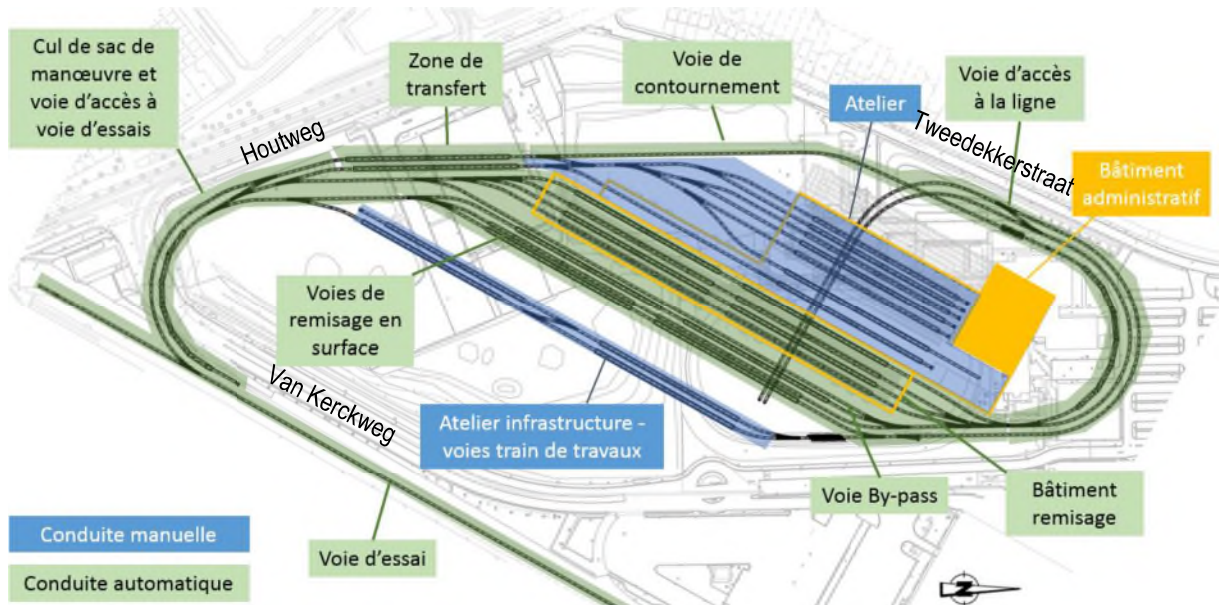 Cul de sac de
manœuvre et
voie d'accès à
voie d'essais
Zone de
transfert
Voie de
contournement
Atelier
Voie d'accès
à la ligne
Houtweg
Tweedekkerstraat
Bâtiment
administratif
Voies de
remisage en
surface
Van Kerckweg
Atelier infrastructure -
voies train de travaux
Voie By-pass
Bâtiment
remisage
Voie d'essai
Conduite manuelle
Conduite automatique
N